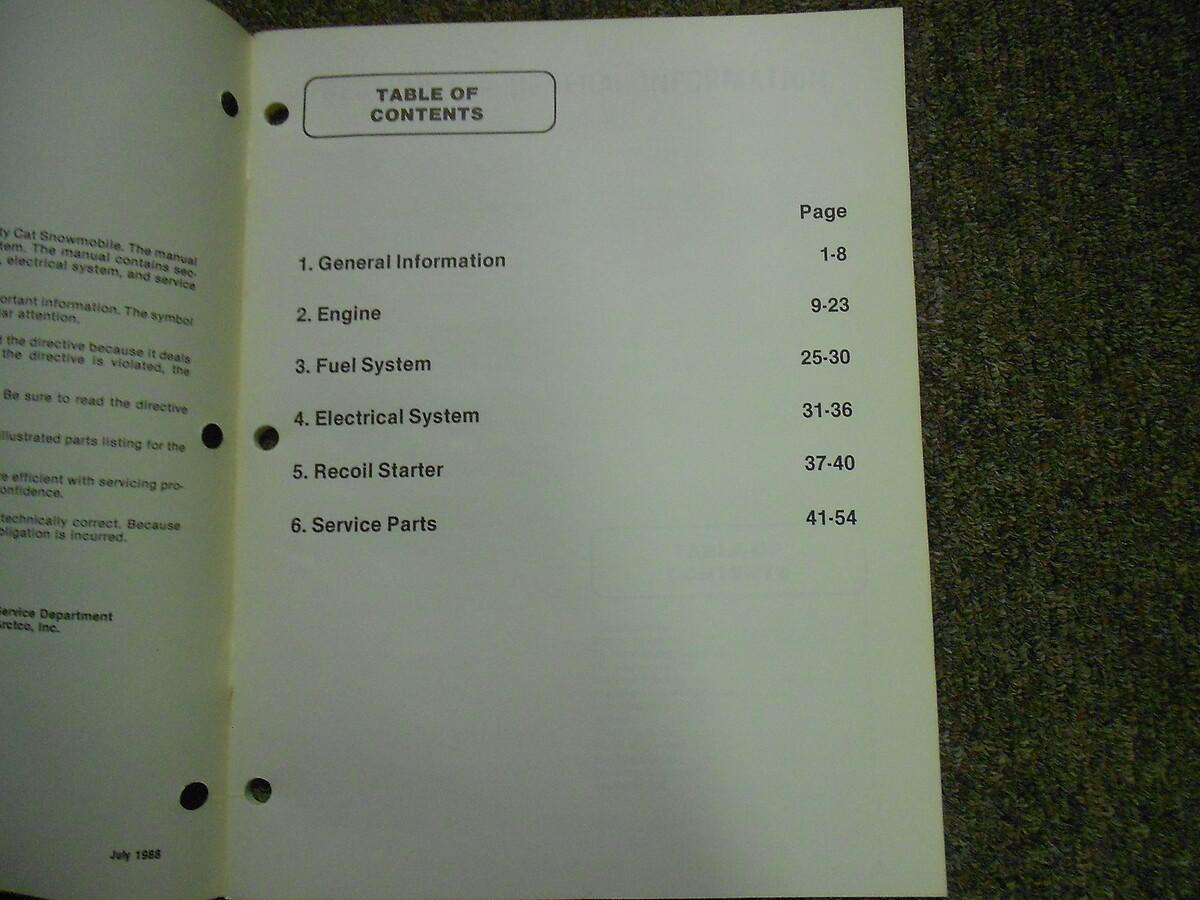 ty Cat Snowmobile. The manual
tem. The manual contains sec-
, electrical system, and service
ortant information. The symbol
lar attention.
the directive because it deals
the directive is violated, the
Be sure to read the directive
illustrated parts listing for the
re efficient with servicing pro-
onfidence.
technically correct. Because
bligation is incurred.
Service Department
Arctco, Inc.
July 1988
TABLE OF
CONTENTS
Page
1. General Information 1-8
2. Engine 9-23
3. Fuel System 25-30
4. Electrical System 31-36
5. Recoil Starter 37-40
6. Service Parts 41-54